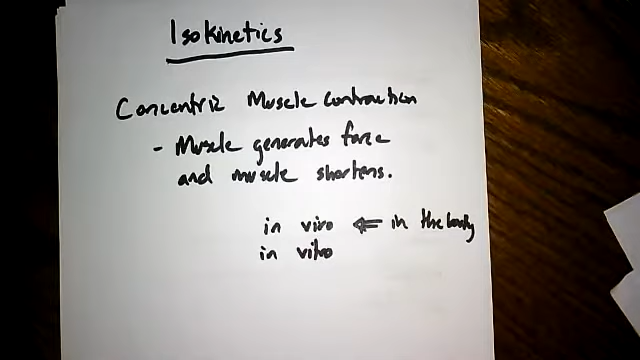 Isokinetics
Concentric Muscle contraction
- Muscle generates force
and muscle shortens.
in vivo ⇐ in the body
in vitro